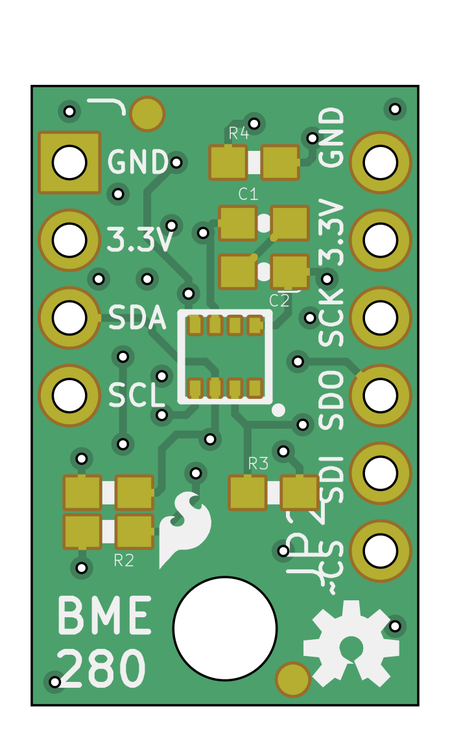 R4
GND
GND
C1
3.3V
3.3V
C2
SDA
SCK
SCL
SDO
R3
SDI
JP2
R2
~CS
BME
280